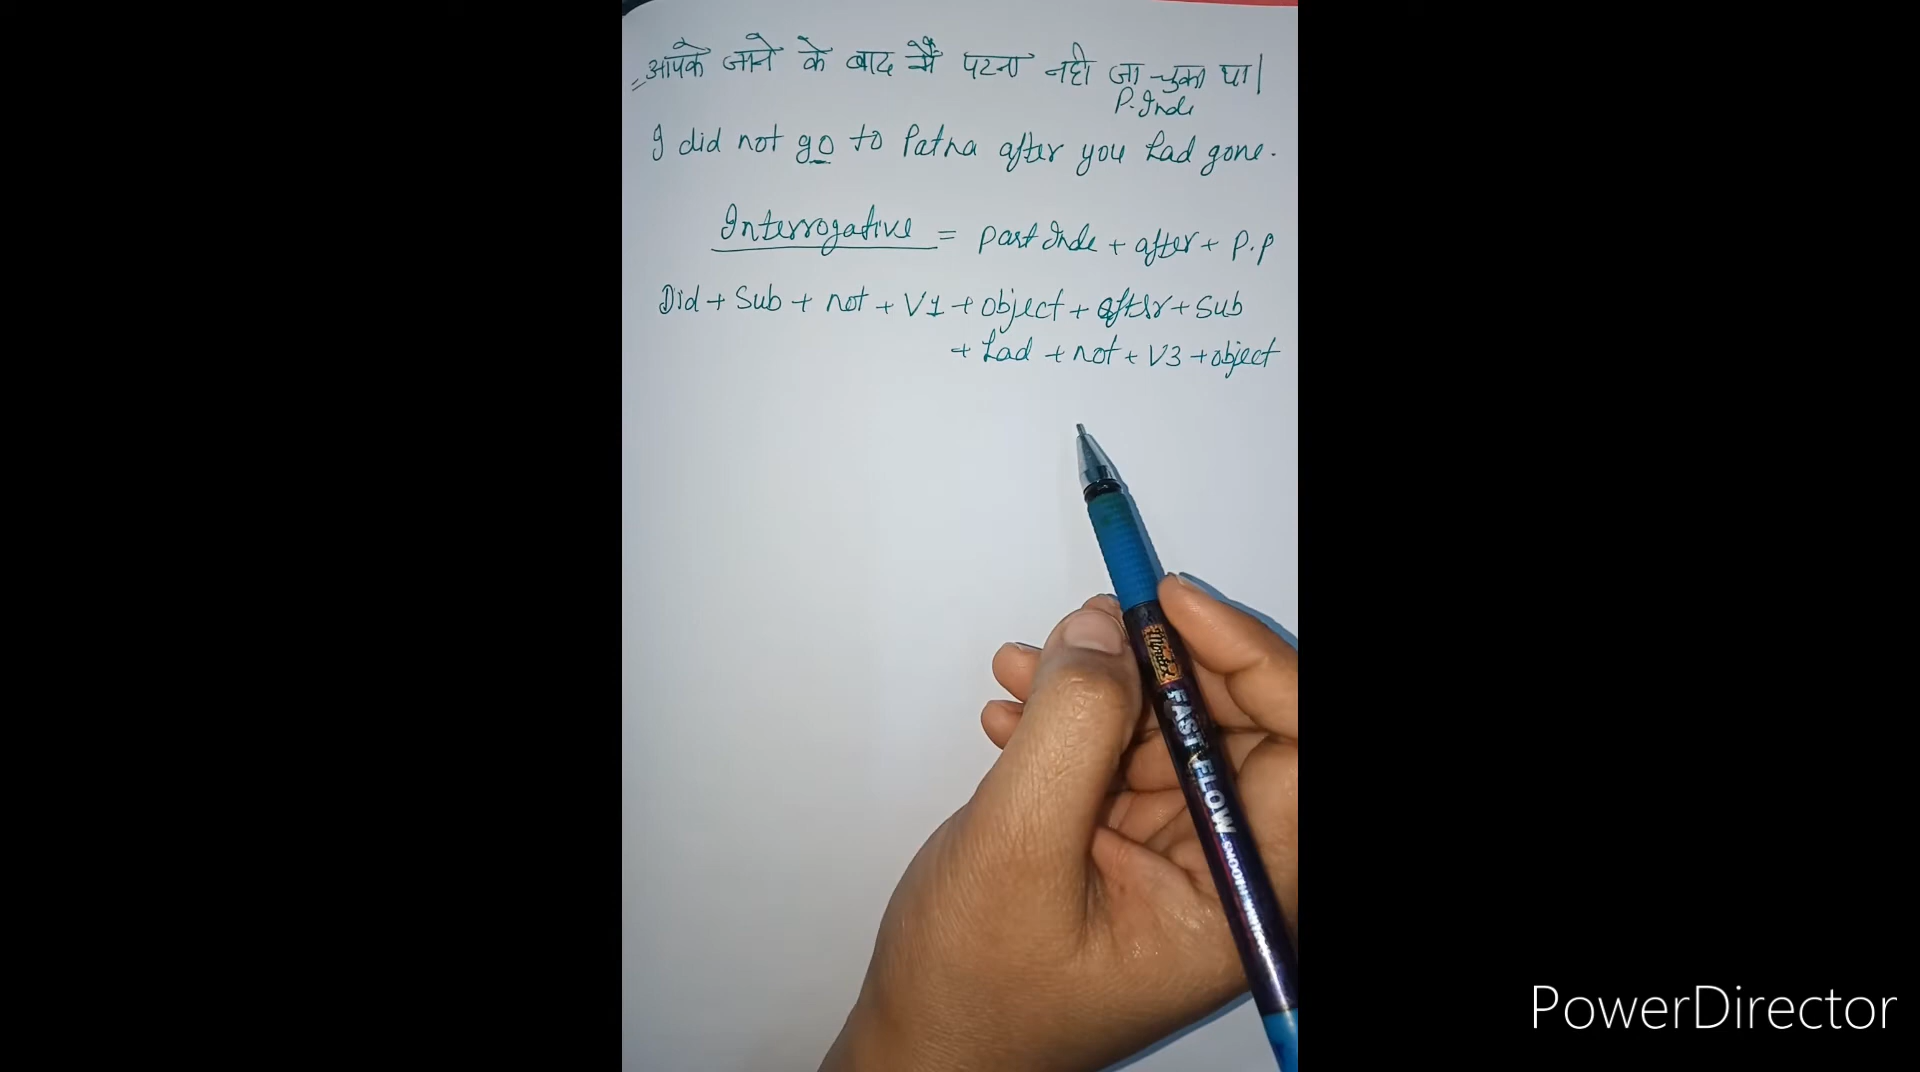 आपके जाने के बाद मैं पटना नही जा चुका था।
P. Inde
I did not go to Patna after you had gone.
Interrogative = Past Inde + after + P.P
Did + Sub + not + V1 + object + after + Sub
+ had + not + V3 + object
Montex
FAST FLOW
PowerDirector